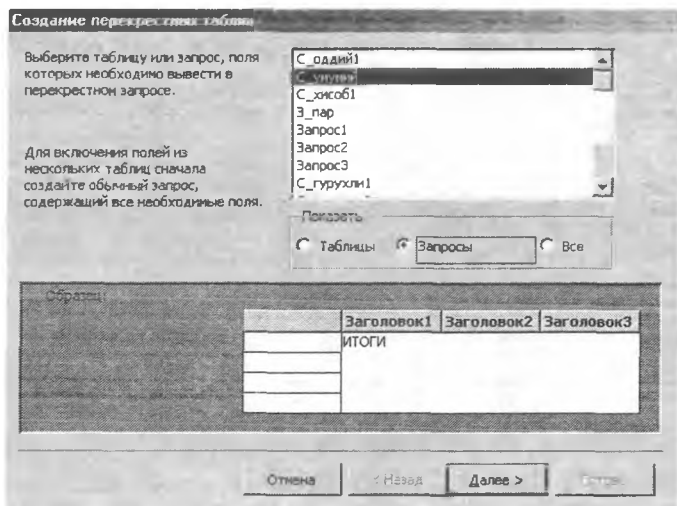 Создание перекрестных таблиц
Выберите таблицу или запрос, поля
которых необходимо вывести в
перекрестном запросе.
Для включения полей из
нескольких таблиц сначала
создайте обычный запрос,
содержащий все необходимые поля.
С_оддий1
С_хисоб1
З_пар
Запрос1
Запрос2
Запрос3
С_гурухли1
Показать
Таблицы
Запросы
Все
Образец:
Заголовок1 Заголовок2 Заголовок3
ИТОГИ
Отмена
< Назад
Далее >